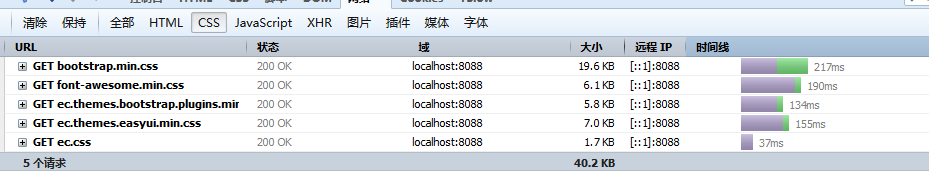 清除 保持 全部 HTML CSS JavaScript XHR 图片 插件 媒体 字体
URL 状态 域 大小 远程 IP 时间线
GET bootstrap.min.css 200 OK localhost:8088 19.6 KB [::1]:8088 217ms
GET font-awesome.min.css 200 OK localhost:8088 6.1 KB [::1]:8088 190ms
GET ec.themes.bootstrap.plugins.mir 200 OK localhost:8088 5.8 KB [::1]:8088 134ms
GET ec.themes.easyui.min.css 200 OK localhost:8088 7.0 KB [::1]:8088 155ms
GET ec.css 200 OK localhost:8088 1.7 KB [::1]:8088 37ms
5 个请求 40.2 KB